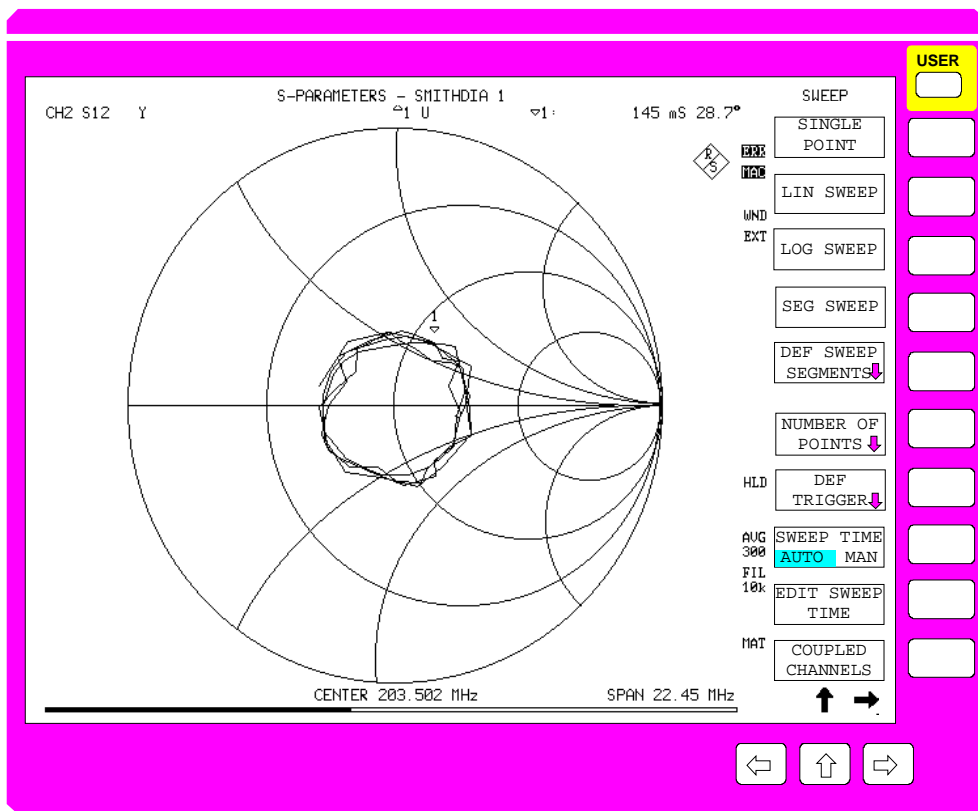 USER
S-PARAMETERS - SMITHDIA 1
SWEEP
CH2 S12 Y
1 U
1:
145 mS 28.7°
SINGLE
POINT
R
S
ERR
MAC
LIN SWEEP
WND
EXT
LOG SWEEP
SEG SWEEP
1
DEF SWEEP
SEGMENTS
NUMBER OF
POINTS
HLD
DEF
TRIGGER
AVG
300
SWEEP TIME
AUTO MAN
FIL
10k
EDIT SWEEP
TIME
MAT
COUPLED
CHANNELS
CENTER 203.502 MHz
SPAN 22.45 MHz